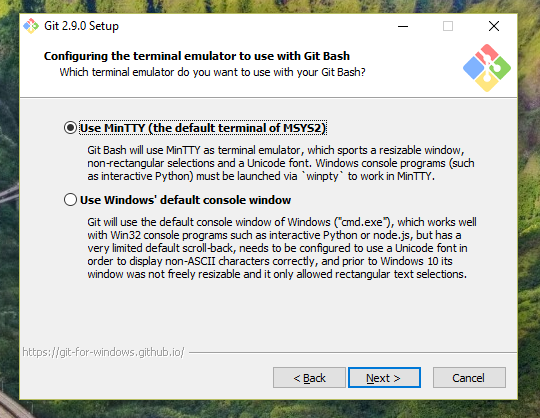 Git 2.9.0 Setup
Configuring the terminal emulator to use with Git Bash
Which terminal emulator do you want to use with your Git Bash?
Use MinTTY (the default terminal of MSYS2)
Git Bash will use MinTTY as terminal emulator, which sports a resizable window,
non-rectangular selections and a Unicode font. Windows console programs (such
as interactive Python) must be launched via `winpty` to work in MinTTY.
Use Windows' default console window
Git will use the default console window of Windows ("cmd.exe"), which works well
with Win32 console programs such as interactive Python or node.js, but has a
very limited default scroll-back, needs to be configured to use a Unicode font in
order to display non-ASCII characters correctly, and prior to Windows 10 its
window was not freely resizable and it only allowed rectangular text selections.
https://git-for-windows.github.io/
< Back
Next >
Cancel